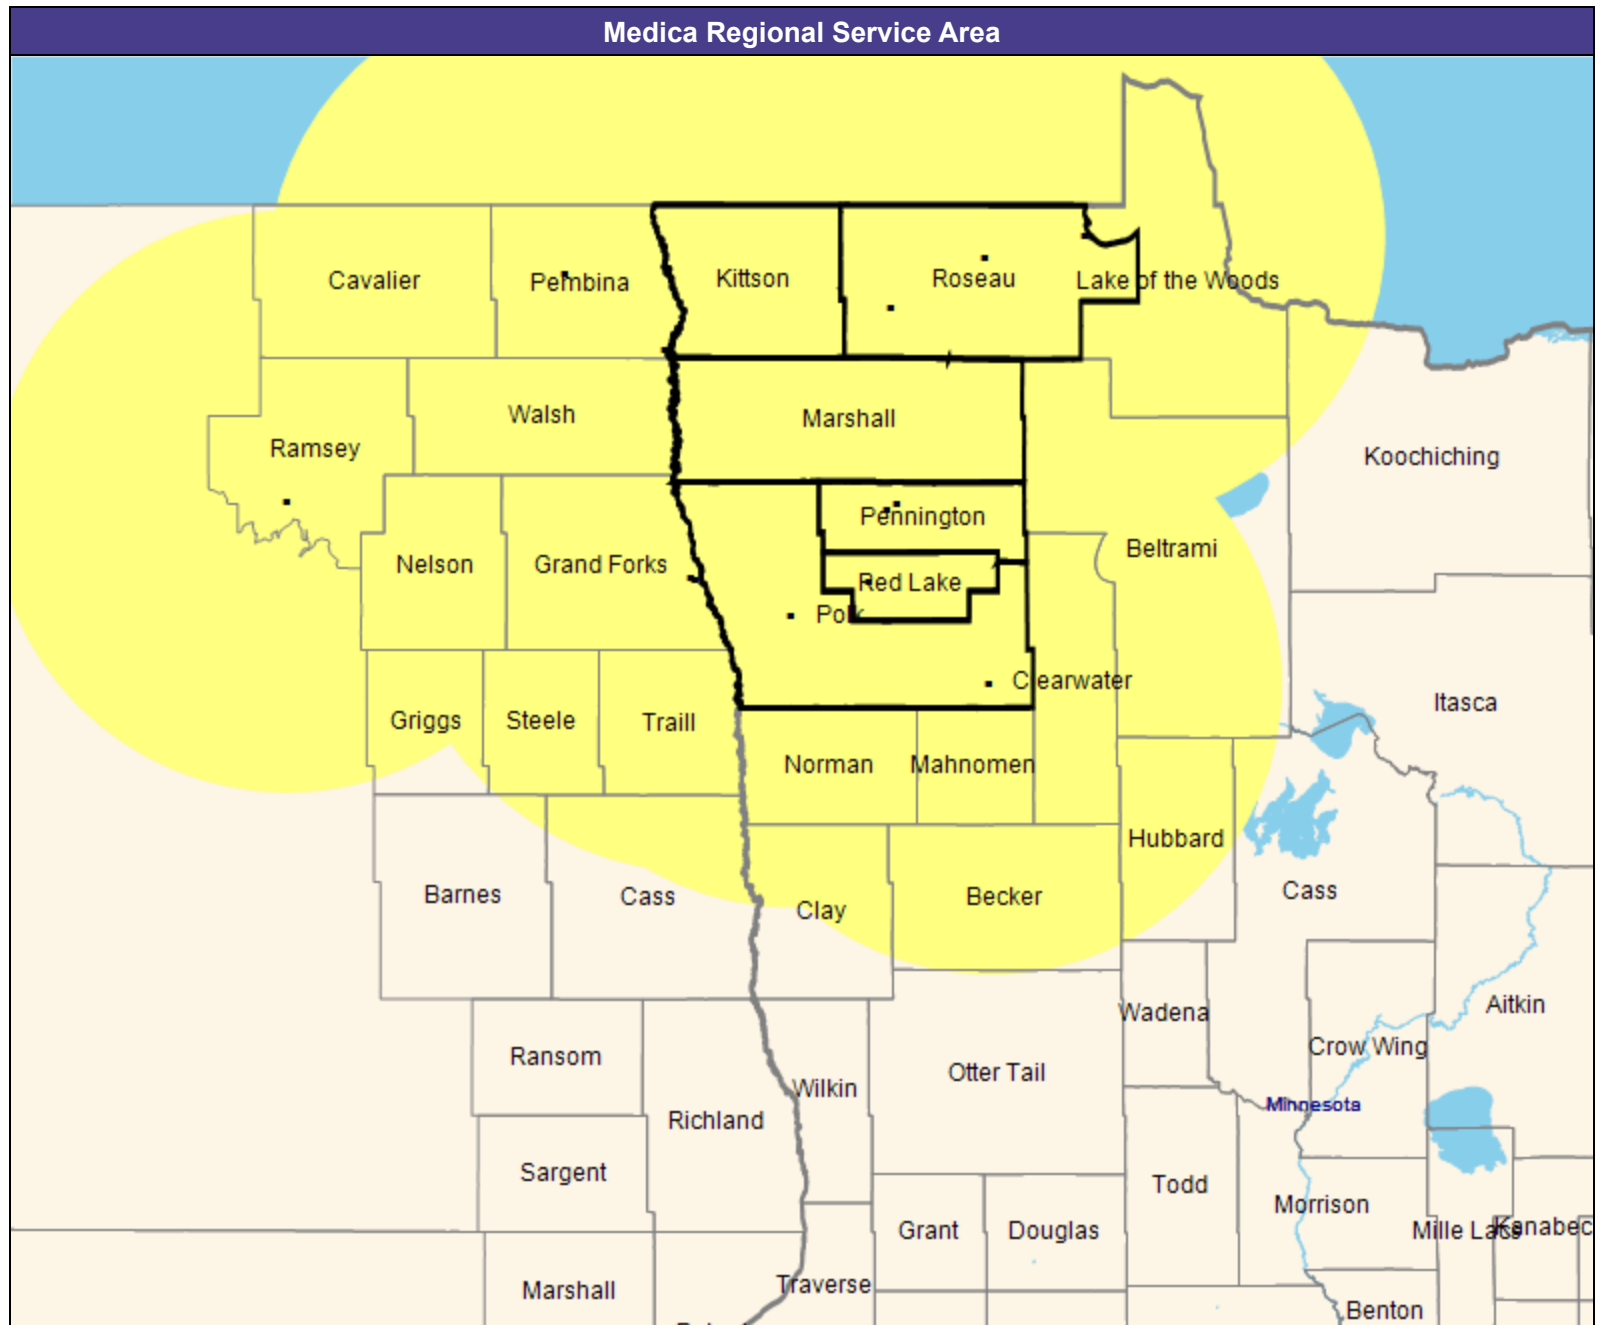 Medica Regional Service Area
Cavalier
Pembina
Kittson
Roseau
Lake of the Woods
Walsh
Marshall
Ramsey
Koochiching
Pennington
Beltrami
Nelson
Grand Forks
Red Lake
Polk
Clearwater
Itasca
Griggs
Steele
Traill
Norman
Mahnomen
Hubbard
Barnes
Cass
Clay
Becker
Cass
Wadena
Aitkin
Crow Wing
Ransom
Otter Tail
Wilkin
Minnesota
Richland
Sargent
Todd
Morrison
Grant
Douglas
Mille Lacs
Kanabec
Marshall
Traverse
Benton